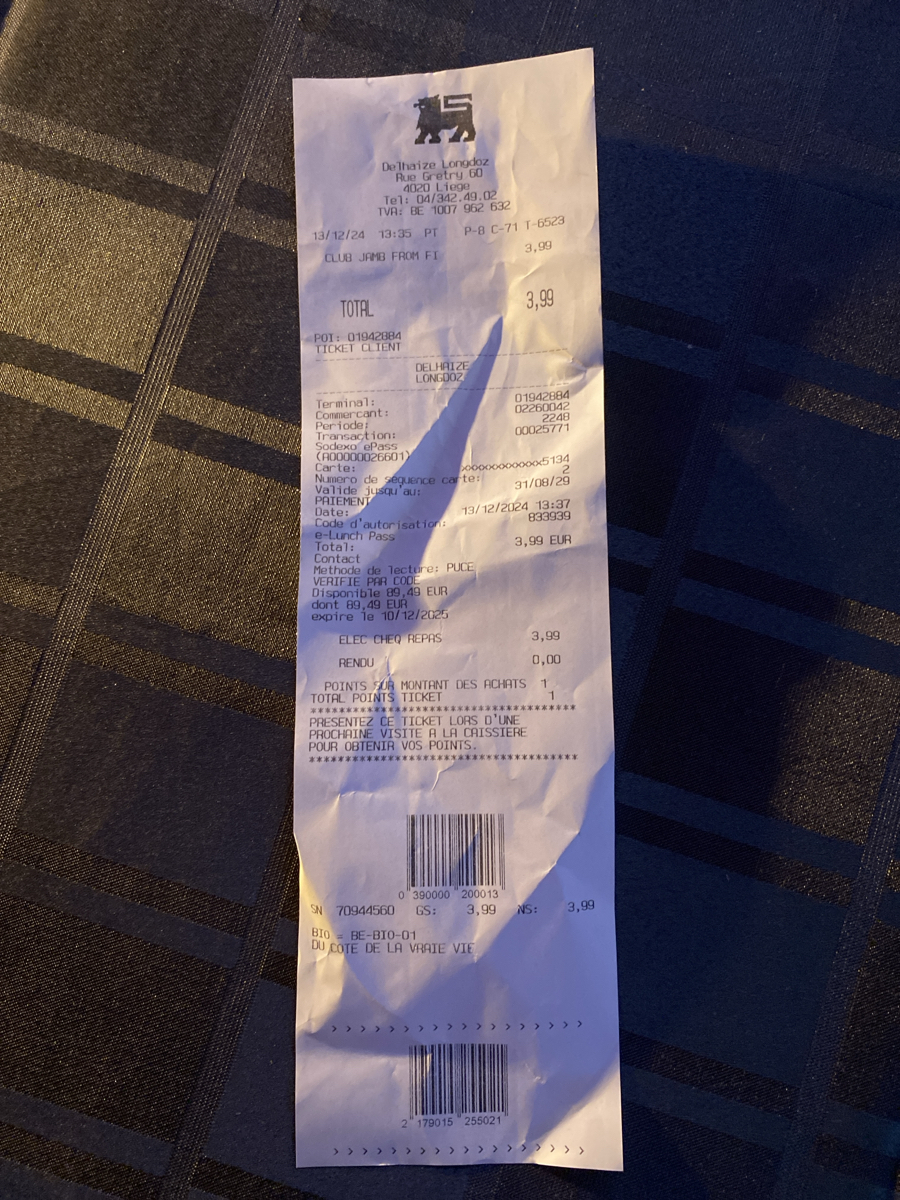 Delhaize Longdoz
Rue Gretry 60
4020 Liege
Tel: 04/342.49.02
TVA: BE 1007 962 632
13/12/24 13:35 PT P-8 C-71 T-6523
CLUB JAMB FROM FI 3,99
TOTAL 3,99
POI: 01942884
TICKET CLIENT
DELHAIZE
LONGDOZ
Terminal: 01942884
Commercant: 02260042
Periode: 2248
Transaction: 00025771
Sodexo ePass
(A0000026601)
Carte: xxxxxxxxxxxx5134
Numero de sequence carte: 2
Valide jusqu'au: 31/08/29
PAIEMENT
Date: 13/12/2024 13:37
Code d'autorisation: 833939
e-Lunch Pass
Total: 3,99 EUR
Contact
Methode de lecture: PUCE
VERIFIE PAR CODE
Disponible 89,49 EUR
dont 89,49 EUR
expire le 10/12/2025
ELEC CHEQ REPAS 3,99
RENDU 0,00
POINTS SUR MONTANT DES ACHATS 1
TOTAL POINTS TICKET 1
*************************************
PRESENTEZ CE TICKET LORS D'UNE
PROCHAINE VISITE A LA CAISSIERE
POUR OBTENIR VOS POINTS.
*************************************
0 390000 200013
SN 70944560 GS: 3,99 NS: 3,99
BIO = BE-BIO-01
DU COTE DE LA VRAIE VIE
> > > > > > > > > > > > > > > > > >
2 179015 255021
> > > > > > > > > > > > > > > > > >